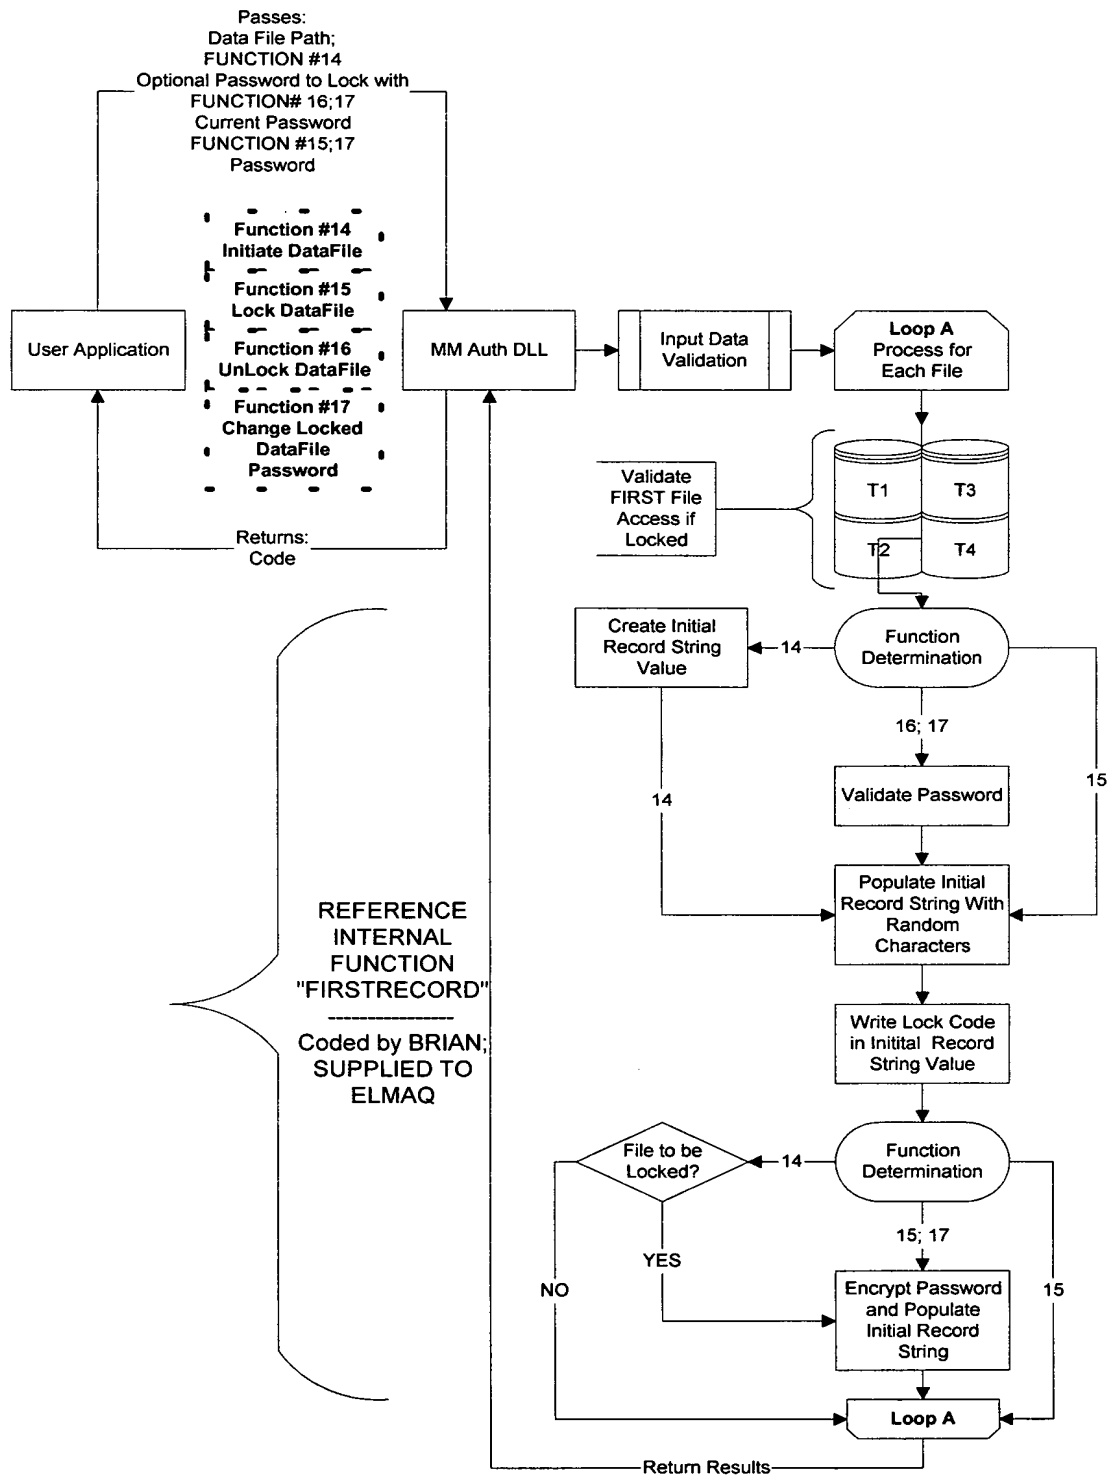 Passes:
Data File Path;
FUNCTION #14
Optional Password to Lock with
FUNCTION# 16;17
Current Password
FUNCTION #15;17
Password
Function #14
Initiate DataFile
Function #15
Lock DataFile
Function #16
UnLock DataFile
Function #17
Change Locked
DataFile
Password
User Application
MM Auth DLL
Input Data
Validation
Loop A
Process for
Each File
Returns:
Code
Validate
FIRST File
Access if
Locked
T1
T3
T2
T4
Create Initial
Record String
Value
14
Function
Determination
16; 17
15
14
Validate Password
Populate Initial
Record String With
Random
Characters
REFERENCE
INTERNAL
FUNCTION
"FIRSTRECORD"
----------------
Coded by BRIAN;
SUPPLIED TO
ELMAQ
Write Lock Code
in Initital Record
String Value
File to be
Locked?
14
Function
Determination
15; 17
YES
NO
15
Encrypt Password
and Populate
Initial Record
String
Loop A
Return Results